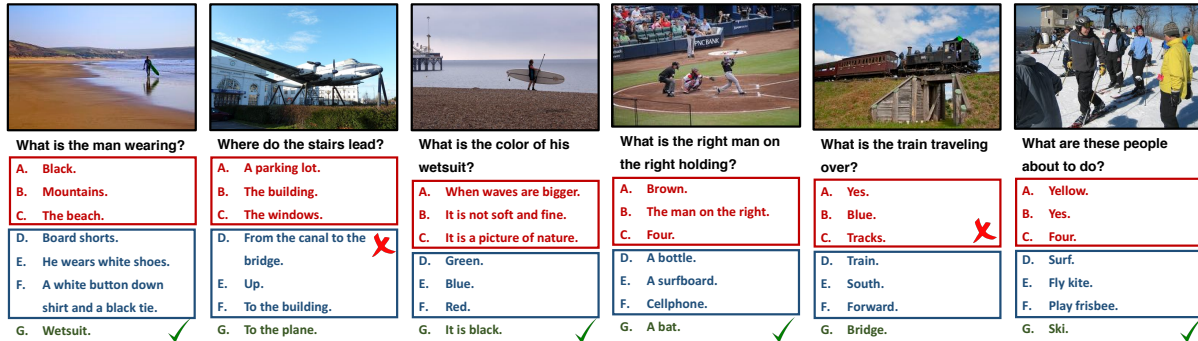 PNC BANK
What is the man wearing?
A. Black.
B. Mountains.
C. The beach.
D. Board shorts.
E. He wears white shoes.
F. A white button down
shirt and a black tie.
G. Wetsuit.
Where do the stairs lead?
A. A parking lot.
B. The building.
C. The windows.
D. From the canal to the
bridge.
E. Up.
F. To the building.
G. To the plane.
What is the color of his
wetsuit?
A. When waves are bigger.
B. It is not soft and fine.
C. It is a picture of nature.
D. Green.
E. Blue.
F. Red.
G. It is black.
What is the right man on
the right holding?
A. Brown.
B. The man on the right.
C. Four.
D. A bottle.
E. A surfboard.
F. Cellphone.
G. A bat.
What is the train traveling
over?
A. Yes.
B. Blue.
C. Tracks.
D. Train.
E. South.
F. Forward.
G. Bridge.
What are these people
about to do?
A. Yellow.
B. Yes.
C. Four.
D. Surf.
E. Fly kite.
F. Play frisbee.
G. Ski.